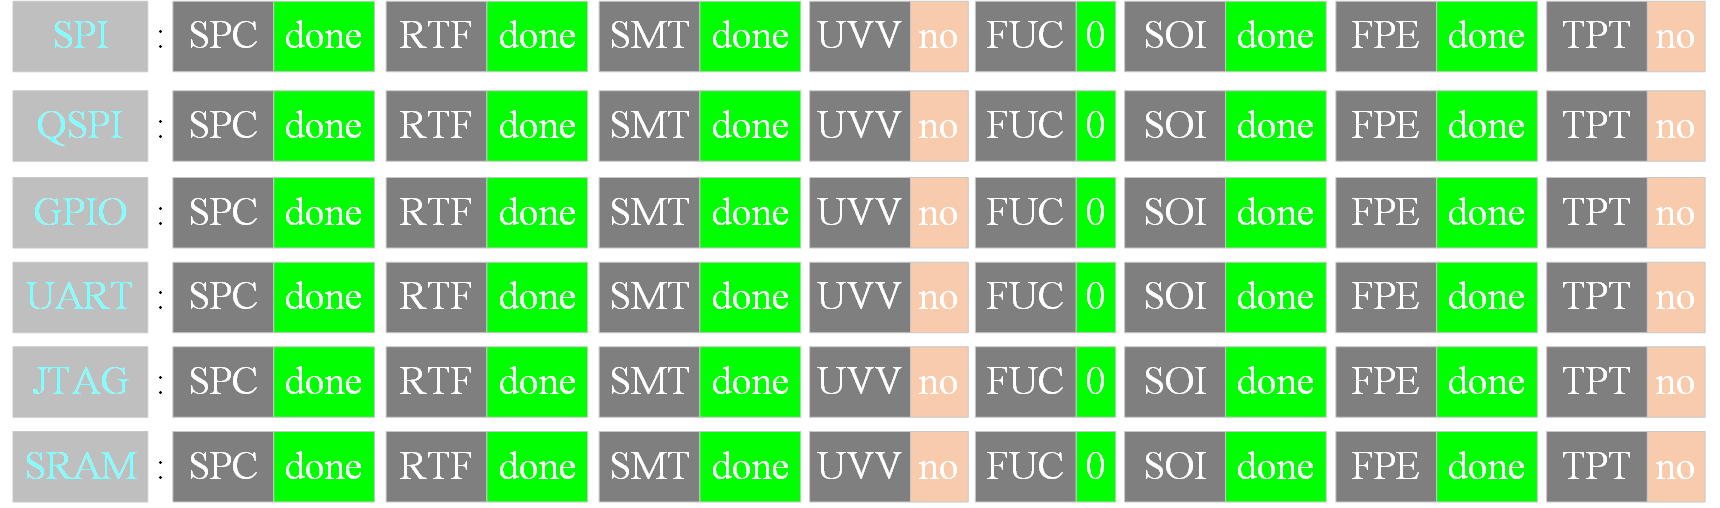 SPI : SPC done RTF done SMT done UVV no FUC 0 SOI done FPE done TPT no
QSPI : SPC done RTF done SMT done UVV no FUC 0 SOI done FPE done TPT no
GPIO : SPC done RTF done SMT done UVV no FUC 0 SOI done FPE done TPT no
UART : SPC done RTF done SMT done UVV no FUC 0 SOI done FPE done TPT no
JTAG : SPC done RTF done SMT done UVV no FUC 0 SOI done FPE done TPT no
SRAM : SPC done RTF done SMT done UVV no FUC 0 SOI done FPE done TPT no